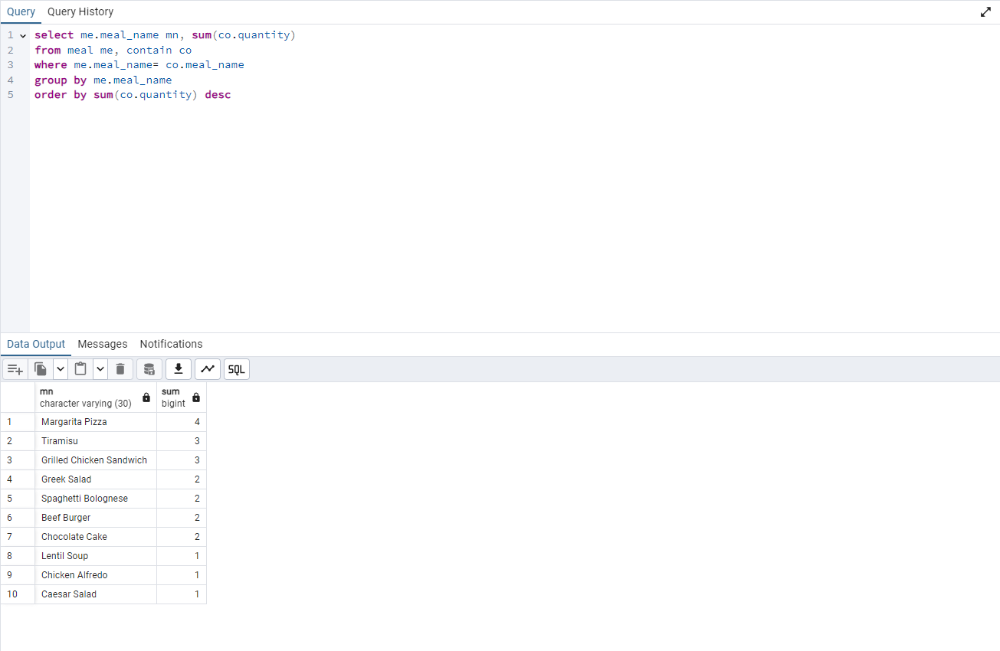 Query Query History
1 select me.meal_name mn, sum(co.quantity)
2 from meal me, contain co
3 where me.meal_name= co.meal_name
4 group by me.meal_name
5 order by sum(co.quantity) desc
Data Output Messages Notifications
SQL
mn sum
character varying (30) bigint
1 Margarita Pizza 4
2 Tiramisu 3
3 Grilled Chicken Sandwich 3
4 Greek Salad 2
5 Spaghetti Bolognese 2
6 Beef Burger 2
7 Chocolate Cake 2
8 Lentil Soup 1
9 Chicken Alfredo 1
10 Caesar Salad 1